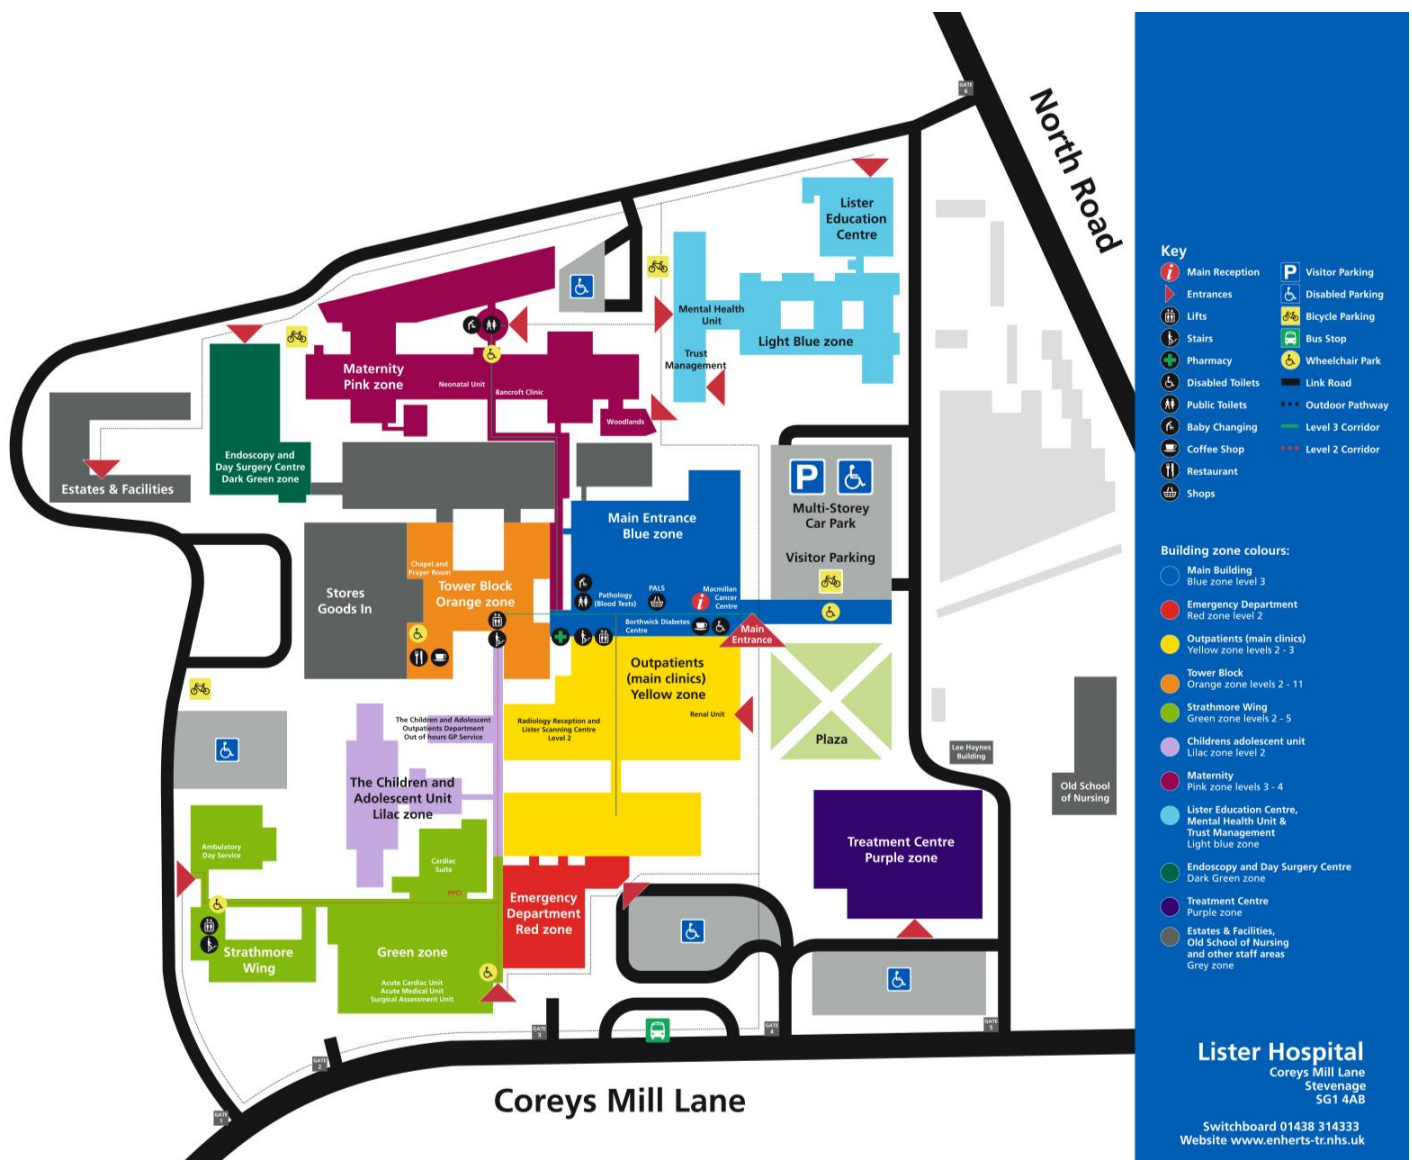 GATE
6
North Road
Lister
Education
Centre
Mental Health
Unit
Light Blue zone
Trust
Management
Maternity
Pink zone
Neonatal Unit
Bancroft Clinic
Woodlands
Endoscopy and
Day Surgery Centre
Dark Green zone
Estates & Facilities
Main Entrance
Blue zone
P
Multi-Storey
Car Park
Visitor Parking
Stores
Goods In
Chapel and
Prayer Room
Tower Block
Orange zone
Pathology
(Blood Tests)
PALS
i
Macmillan
Cancer
Centre
Borthwick Diabetes
Centre
Main
Entrance
Outpatients
(main clinics)
Yellow zone
Renal Unit
Radiology Reception and
Lister Scanning Centre
Level 2
The Children and Adolescent
Outpatients Department
Out of hours GP Service
The Children and
Adolescent Unit
Lilac zone
Plaza
Lee Haynes
Building
Old School
of Nursing
Treatment Centre
Purple zone
Ambulatory
Day Service
Cardiac
Suite
PPCI
Emergency
Department
Red zone
Strathmore
Wing
Green zone
Acute Cardiac Unit
Acute Medical Unit
Surgical Assessment Unit
GATE
1
GATE
2
GATE
3
GATE
4
GATE
5
Coreys Mill Lane
Key
i Main Reception
Entrances
Lifts
Stairs
Pharmacy
Disabled Toilets
Public Toilets
Baby Changing
Coffee Shop
Restaurant
Shops
P Visitor Parking
Disabled Parking
Bicycle Parking
Bus Stop
Wheelchair Park
Link Road
Outdoor Pathway
Level 3 Corridor
Level 2 Corridor
Building zone colours:
Main Building
Blue zone level 3
Emergency Department
Red zone level 2
Outpatients (main clinics)
Yellow zone levels 2 - 3
Tower Block
Orange zone levels 2 - 11
Strathmore Wing
Green zone levels 2 - 5
Childrens adolescent unit
Lilac zone level 2
Maternity
Pink zone levels 3 - 4
Lister Education Centre,
Mental Health Unit &
Trust Management
Light blue zone
Endoscopy and Day Surgery Centre
Dark Green zone
Treatment Centre
Purple zone
Estates & Facilities,
Old School of Nursing
and other staff areas
Grey zone
Lister Hospital
Coreys Mill Lane
Stevenage
SG1 4AB
Switchboard 01438 314333
Website www.enherts-tr.nhs.uk